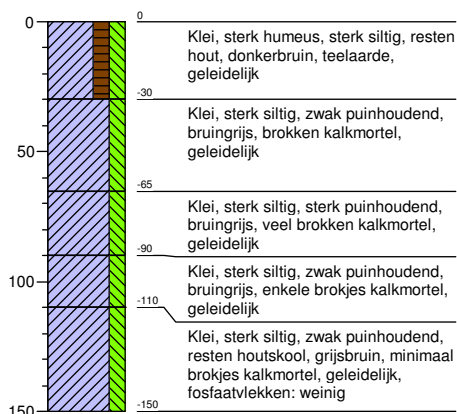 0
0
Klei, sterk humeus, sterk siltig, resten
hout, donkerbruin, teelaarde,
geleidelijk
-30
Klei, sterk siltig, zwak puinhoudend,
bruingrijs, brokken kalkmortel,
geleidelijk
50
-65
Klei, sterk siltig, sterk puinhoudend,
bruingrijs, veel brokken kalkmortel,
geleidelijk
-90
Klei, sterk siltig, zwak puinhoudend,
bruingrijs, enkele brokjes kalkmortel,
geleidelijk
100
-110
Klei, sterk siltig, zwak puinhoudend,
resten houtskool, grijsbruin, minimaal
brokjes kalkmortel, geleidelijk,
fosfaatvlekken: weinig
150
-150